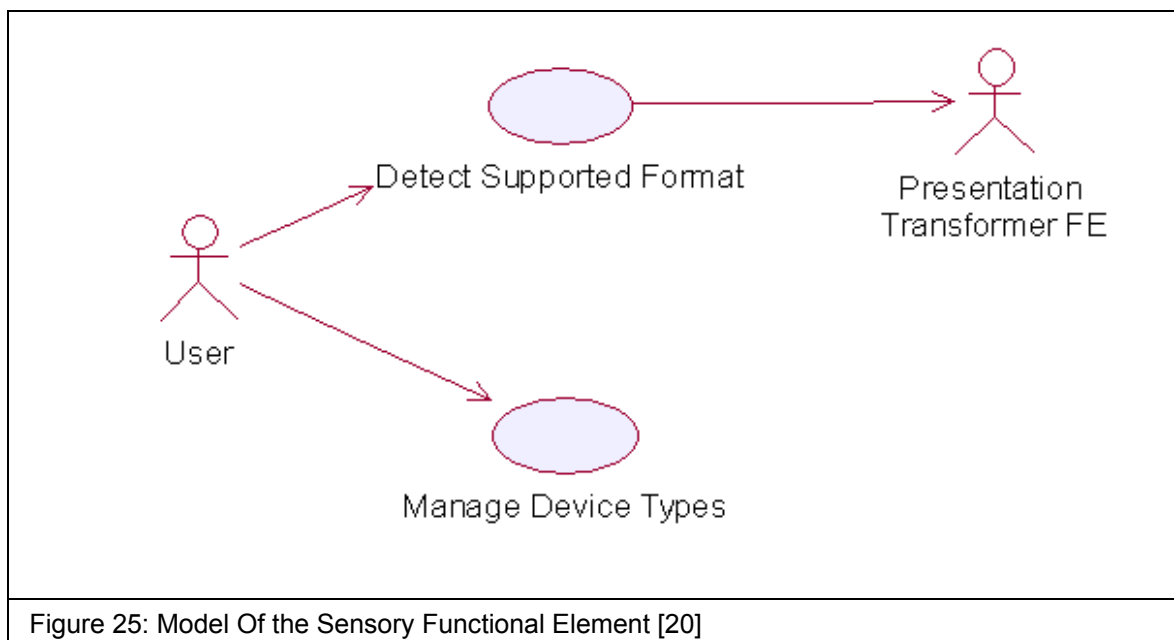 Detect Supported Format
Presentation
Transformer FE
User
Manage Device Types
Figure 25: Model Of the Sensory Functional Element [20]